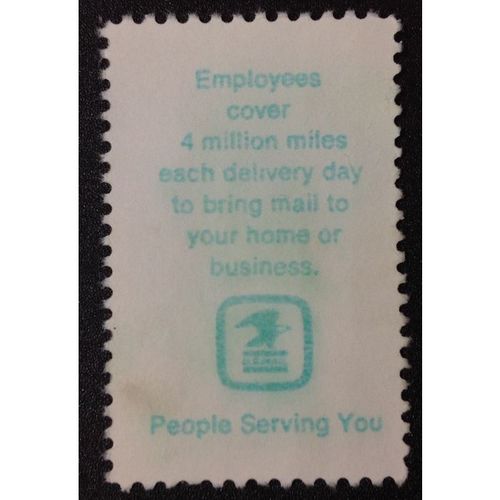 Employees
cover
4 million miles
each delivery day
to bring mail to
your home or
business.
U.S.MAIL
People Serving You